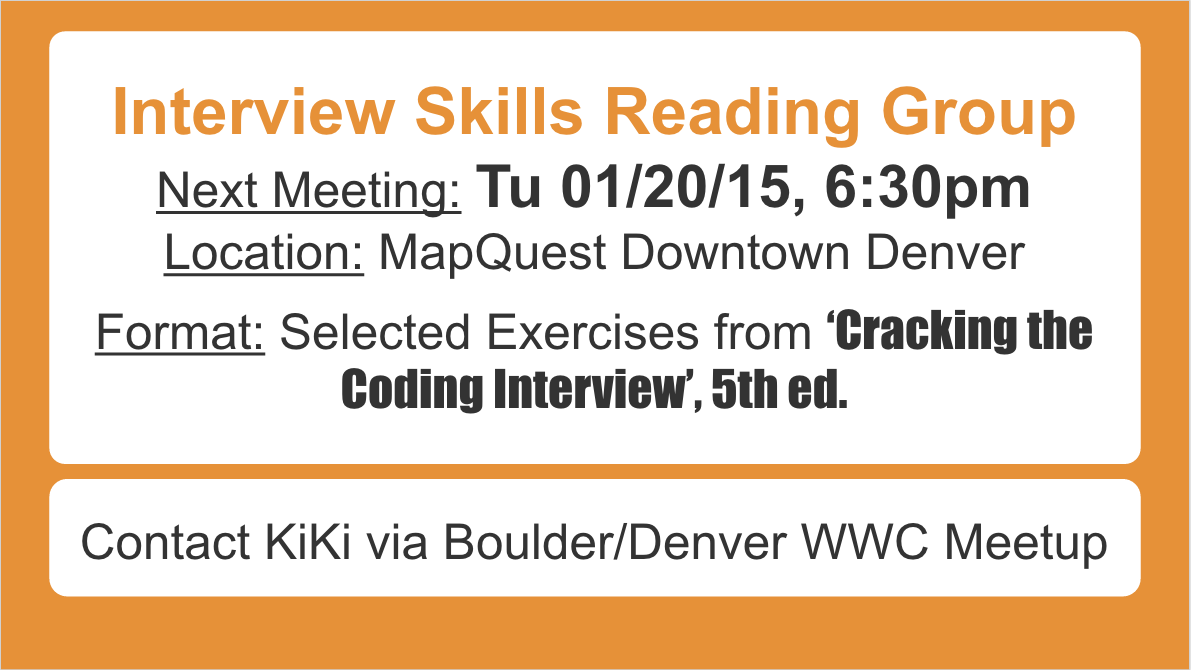 Interview Skills Reading Group
Next Meeting: Tu 01/20/15, 6:30pm
Location: MapQuest Downtown Denver
Format: Selected Exercises from ‘Cracking the
Coding Interview’, 5th ed.
Contact KiKi via Boulder/Denver WWC Meetup